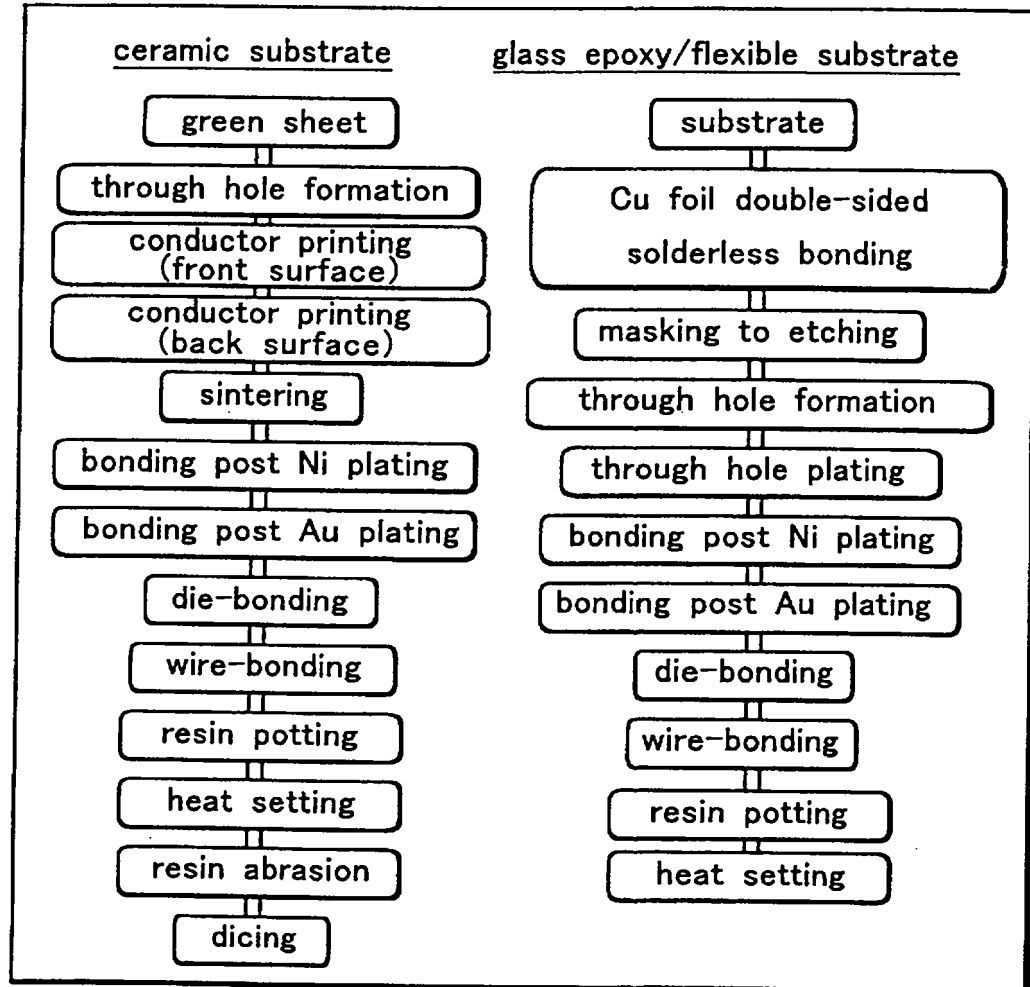 ceramic substrate
green sheet
through hole formation
conductor printing
(front surface)
conductor printing
(back surface)
sintering
bonding post Ni plating
bonding post Au plating
die-bonding
wire-bonding
resin potting
heat setting
resin abrasion
dicing
glass epoxy/flexible substrate
substrate
Cu foil double-sided
solderless bonding
masking to etching
through hole formation
through hole plating
bonding post Ni plating
bonding post Au plating
die-bonding
wire-bonding
resin potting
heat setting